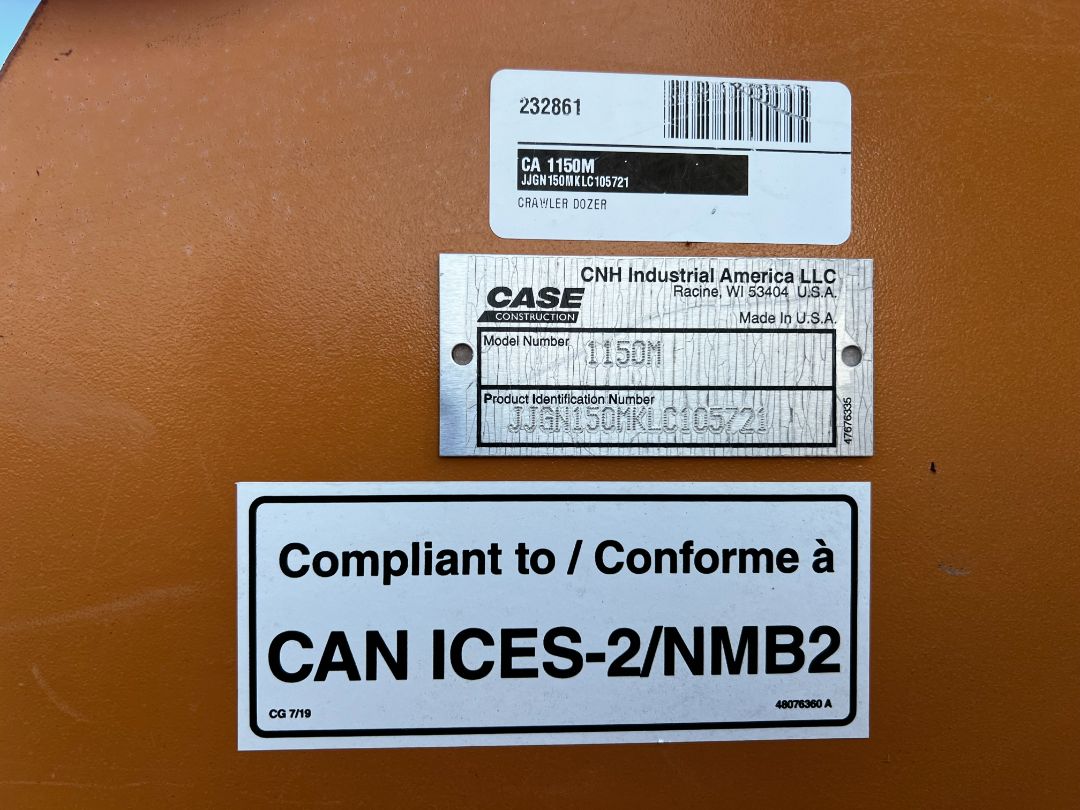 232861
CA 1150M
JJGN150MKLC105721
CRAWLER DOZER
CNH Industrial America LLC
Racine, WI 53404 U.S.A.
CASE
CONSTRUCTION
Made In U.S.A.
Model Number 1150M
Product Identification Number
JJGN150MKLC105721
47676335
Compliant to / Conforme à
CAN ICES-2/NMB2
CG 7/19 48076360 A